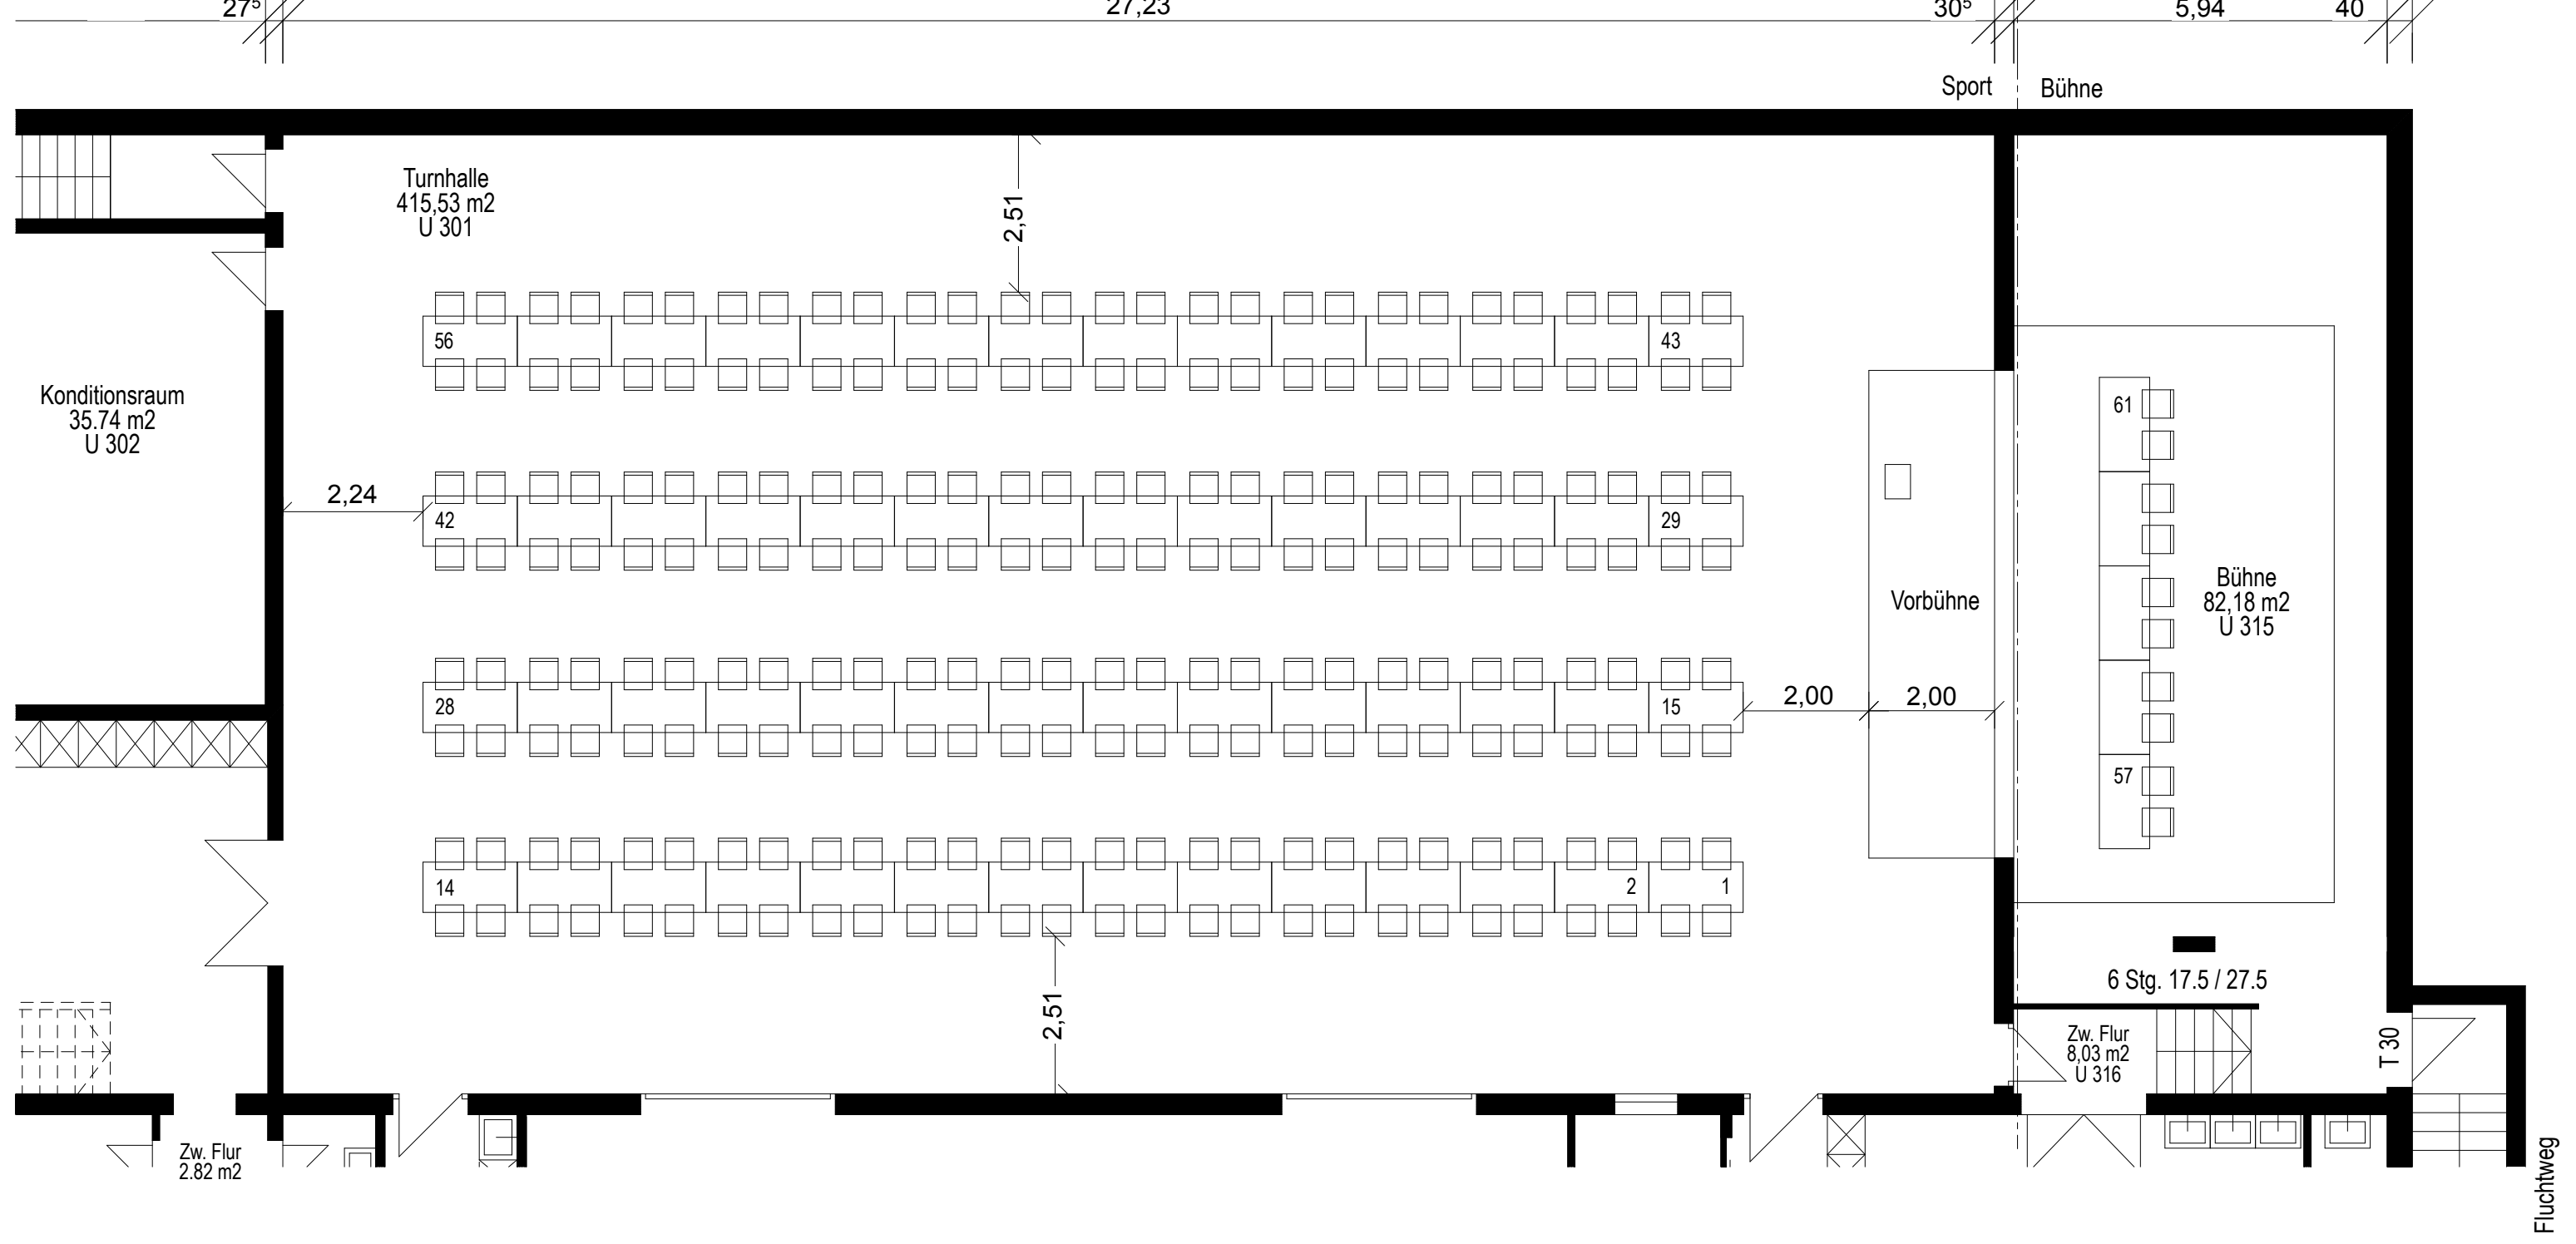 27⁵
27,23
30⁵
5,94
40
Sport
Bühne
Turnhalle
415,53 m2
U 301
2,51
56
43
Konditionsraum
35.74 m2
U 302
61
2,24
42
29
Vorbühne
Bühne
82,18 m2
U 315
28
15
2,00
2,00
57
14
2
1
2,51
6 Stg. 17.5 / 27.5
Zw. Flur
8,03 m2
U 316
T 30
Zw. Flur
2.82 m2
Fluchtweg